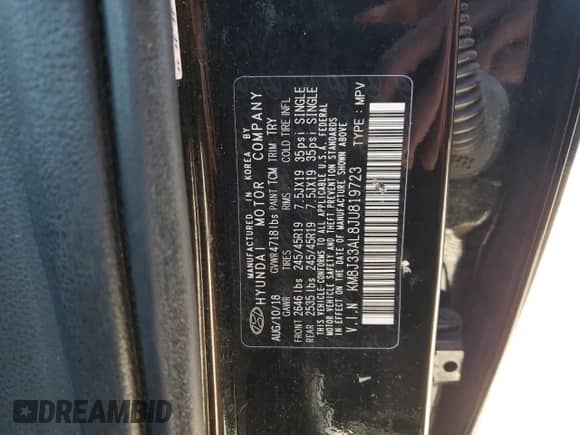 MANUFACTURED IN KOREA BY
HYUNDAI MOTOR COMPANY
AUG/10/18 GVWR 4718 lbs PAINT TCM TRIM TRY
GAWR TIRES RIMS COLD TIRE INFL
FRONT 2646 lbs 245/45R19 7.5JX19 35psi SINGLE
REAR 2535 lbs 245/45R19 7.5JX19 35psi SINGLE
THIS VEHICLE CONFORMS TO ALL APPLICABLE U.S.A. FEDERAL
MOTOR VEHICLE SAFETY AND THEFT PREVENTION STANDARDS
IN EFFECT ON THE DATE OF MANUFACTURE SHOWN ABOVE
V.I.N KM8J33AL8JU819723 TYPE : MPV
DREAMBID